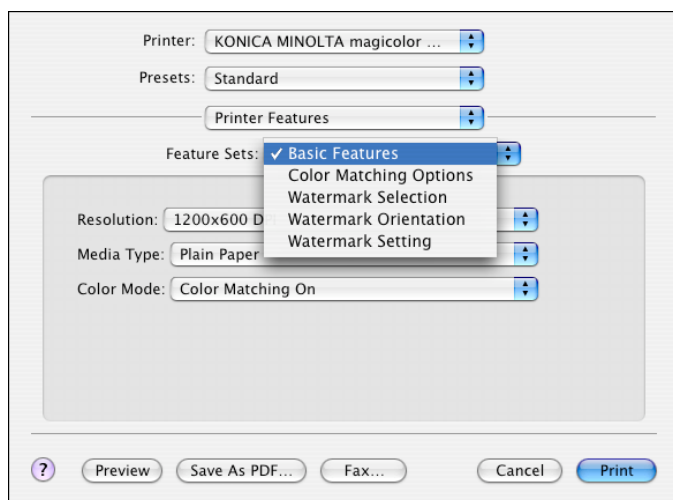 Printer: KONICA MINOLTA magicolor ...
Presets: Standard
Printer Features
Feature Sets: ✓ Basic Features
Color Matching Options
Watermark Selection
Watermark Orientation
Watermark Setting
Resolution: 1200x600
Media Type: Plain Paper
Color Mode: Color Matching On
? Preview Save As PDF... Fax... Cancel Print